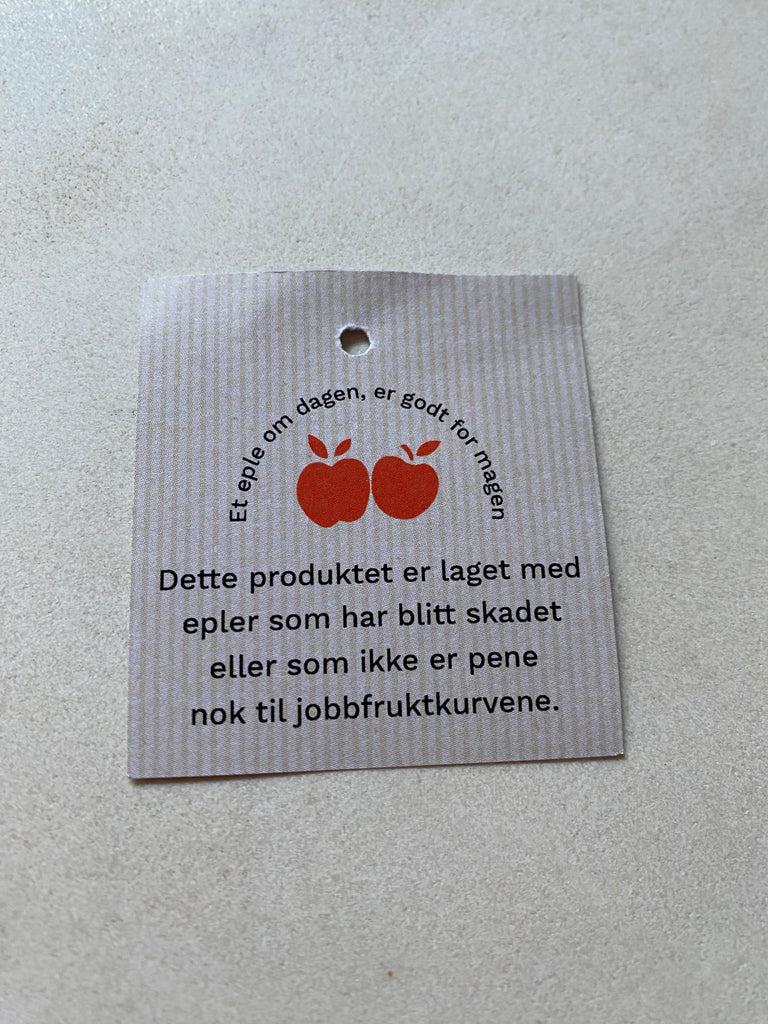 Et eple om dagen, er godt for magen
Dette produktet er laget med
epler som har blitt skadet
eller som ikke er pene
nok til jobbfruktkurvene.